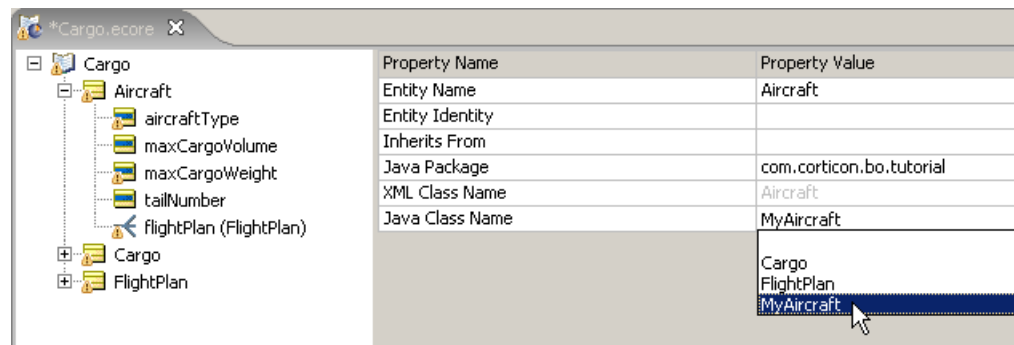 *Cargo.ecore
Cargo
Aircraft
aircraftType
maxCargoVolume
maxCargoWeight
tailNumber
flightPlan (FlightPlan)
Cargo
FlightPlan
Property Name Property Value
Entity Name Aircraft
Entity Identity
Inherits From
Java Package com.corticon.bo.tutorial
XML Class Name Aircraft
Java Class Name MyAircraft
Cargo
FlightPlan
MyAircraft